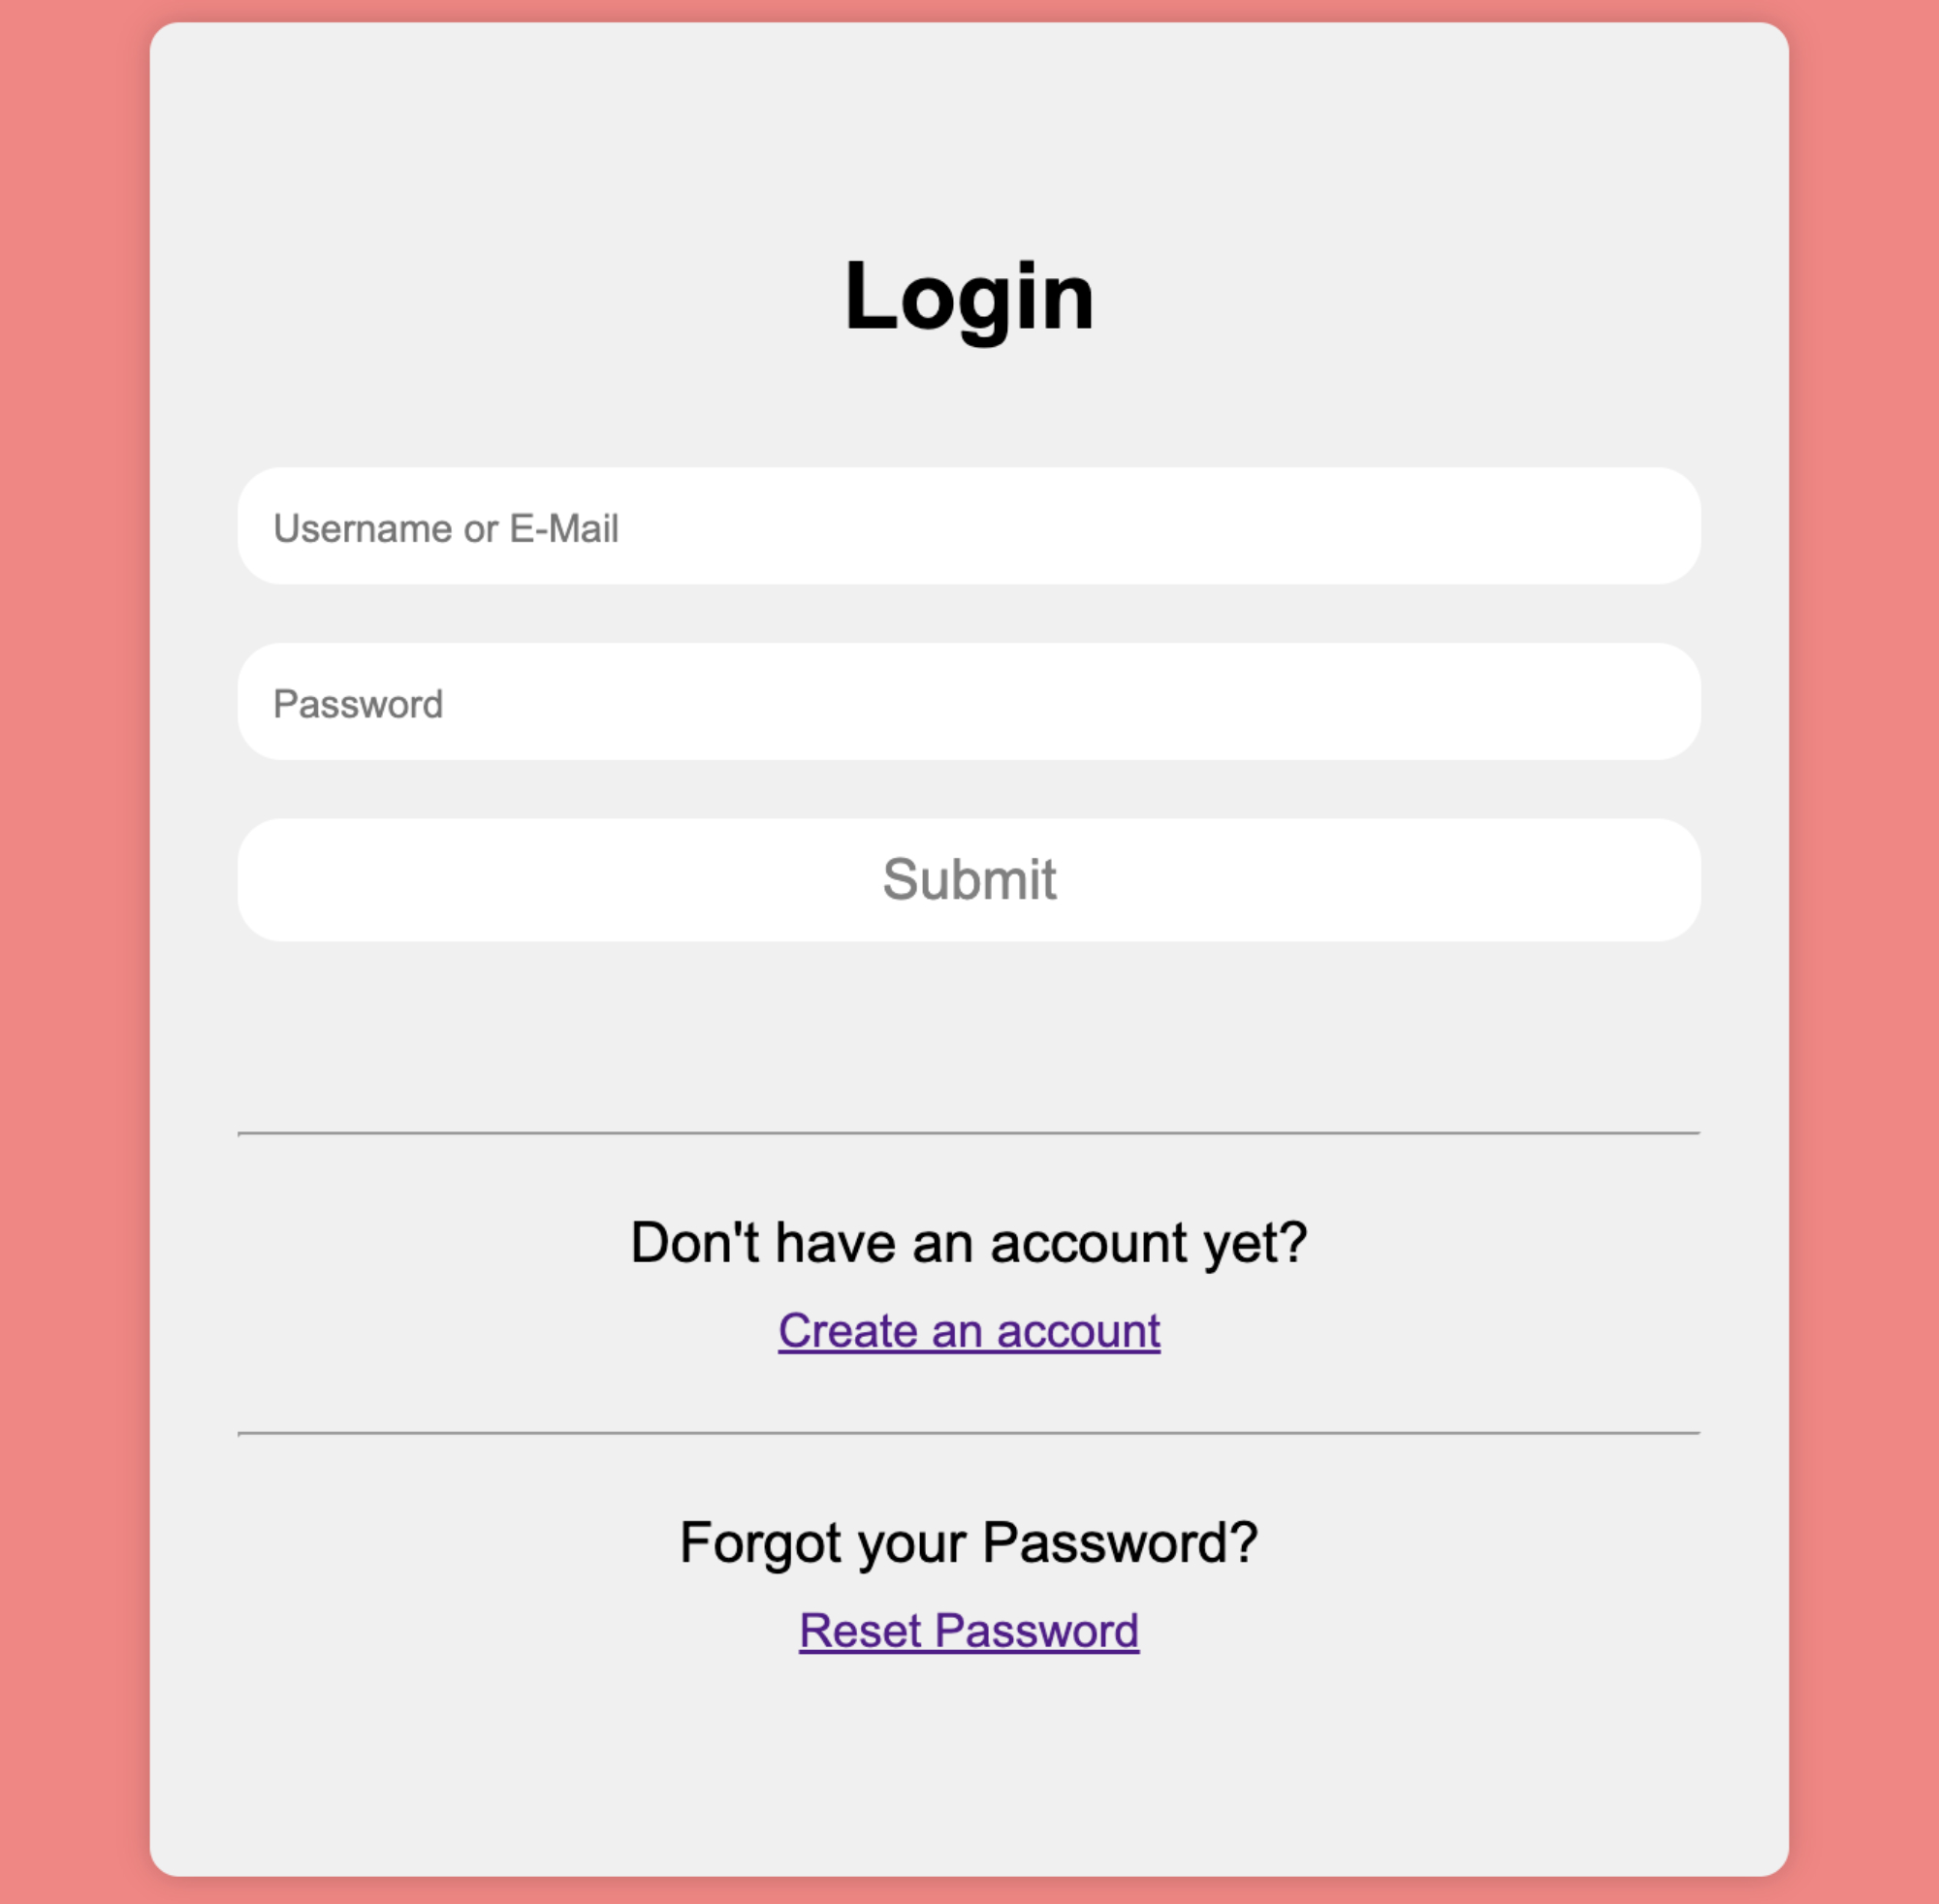 Login
Username or E-Mail
Password
Submit
Don't have an account yet?
Create an account
Forgot your Password?
Reset Password